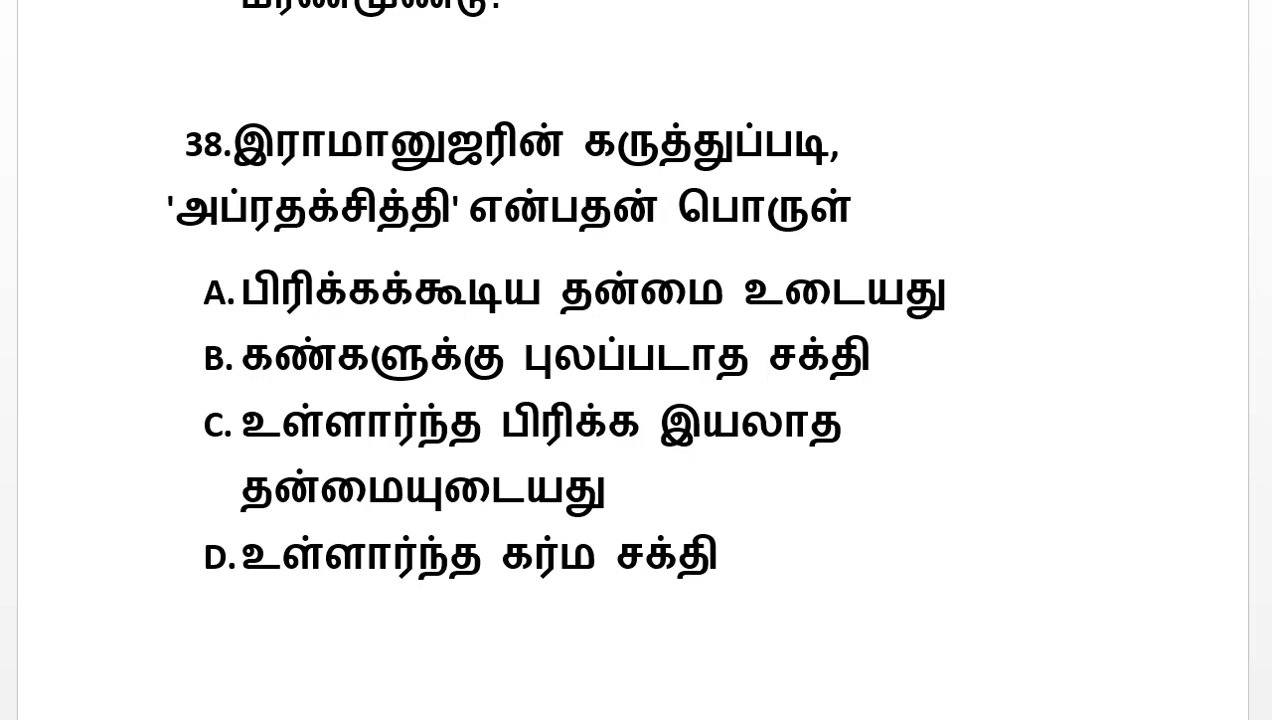 38.இராமானுஜரின் கருத்துப்படி,
'அப்ரதக்சித்தி' என்பதன் பொருள்
A. பிரிக்கக்கூடிய தன்மை உடையது
B. கண்களுக்கு புலப்படாத சக்தி
C. உள்ளார்ந்த பிரிக்க இயலாத
தன்மையுடையது
D. உள்ளார்ந்த கர்ம சக்தி